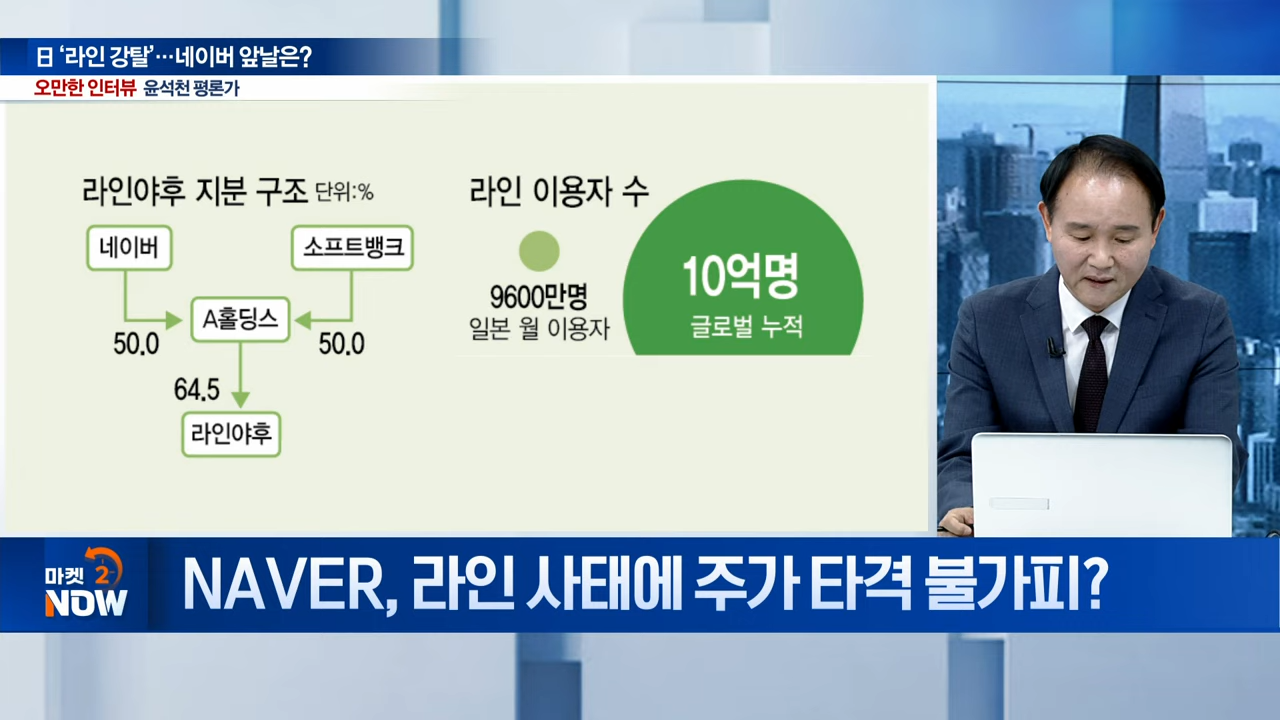 日 '라인 강탈'…네이버 앞날은?
오만한 인터뷰 윤석천 평론가
라인야후 지분 구조 단위:%
네이버
소프트뱅크
A홀딩스
50.0
50.0
64.5
라인야후
라인 이용자 수
9600만명
일본 월 이용자
10억명
글로벌 누적
마켓 2
NOW
NAVER, 라인 사태에 주가 타격 불가피?